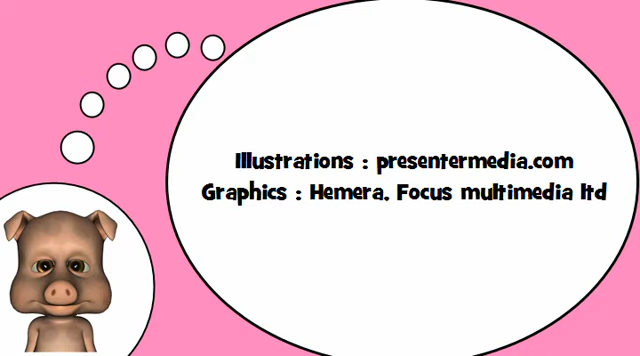 Illustrations : presentermedia.com
Graphics : Hemera. Focus multimedia ltd